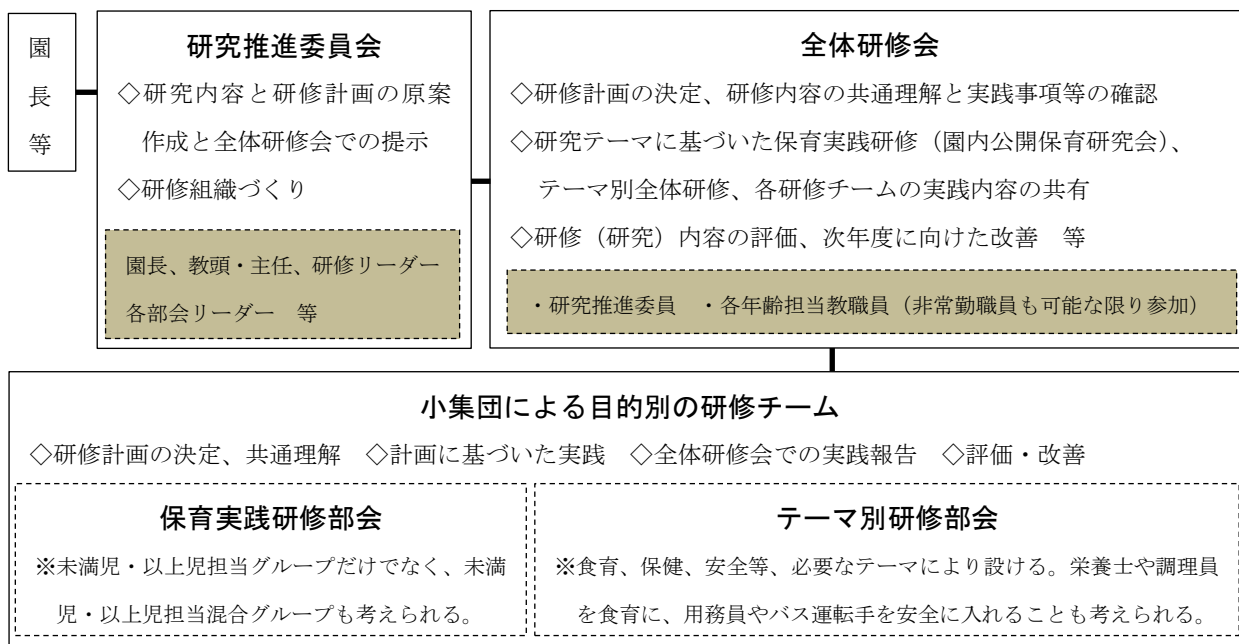 園
長
等
研究推進委員会
◇研究内容と研修計画の原案
作成と全体研修会での提示
◇研修組織づくり
園長、教頭・主任、研修リーダー
各部会リーダー　等
全体研修会
◇研修計画の決定、研修内容の共通理解と実践事項等の確認
◇研究テーマに基づいた保育実践研修（園内公開保育研究会）、
テーマ別全体研修、各研修チームの実践内容の共有
◇研修（研究）内容の評価、次年度に向けた改善　等
・研究推進委員　・各年齢担当教職員（非常勤職員も可能な限り参加）
小集団による目的別の研修チーム
◇研修計画の決定、共通理解　◇計画に基づいた実践　◇全体研修会での実践報告　◇評価・改善
保育実践研修部会
※未満児・以上児担当グループだけでなく、未満
児・以上児担当混合グループも考えられる。
テーマ別研修部会
※食育、保健、安全等、必要なテーマにより設ける。栄養士や調理員
を食育に、用務員やバス運転手を安全に入れることも考えられる。